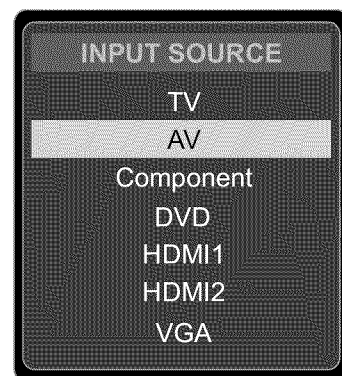 INPUT SOURCE
TV
AV
Component
DVD
HDMI1
HDMI2
VGA